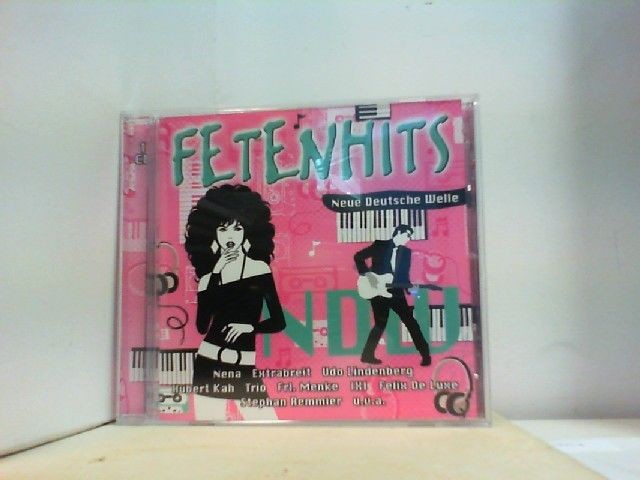 FETENHITS
Neue Deutsche Welle
NDW
Nena Extrabreit Udo Lindenberg
Hubert Kah Trio Frl. Menke IXI Felix De Luxe
Stephan Remmler u.v.a.